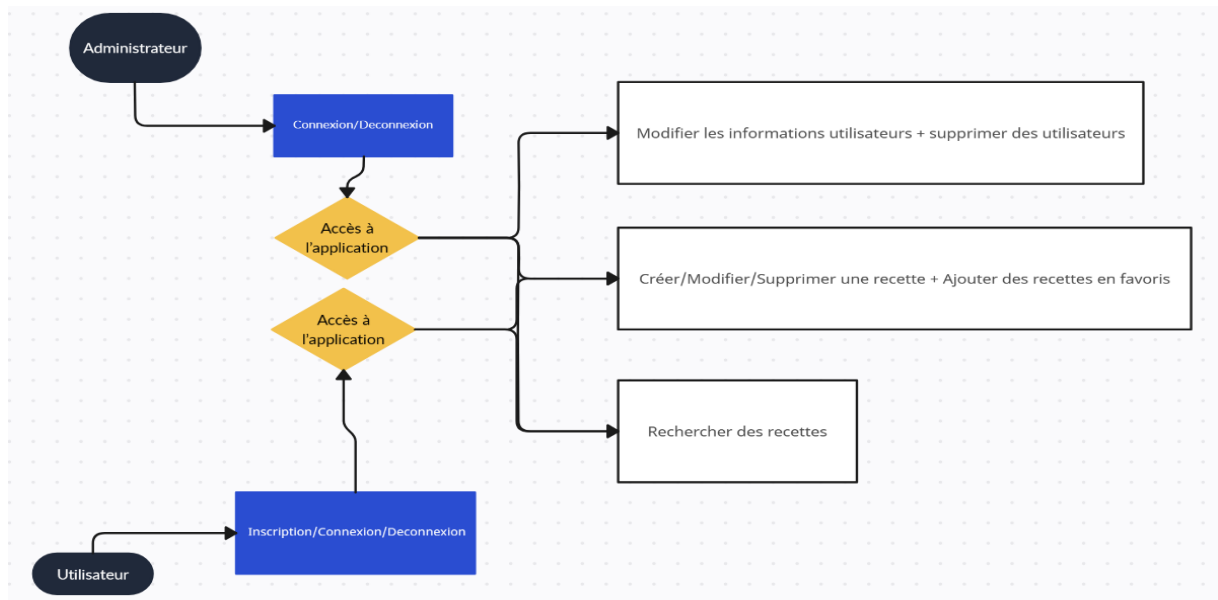 Administrateur
Connexion/Deconnexion
Modifier les informations utilisateurs + supprimer des utilisateurs
Accès à
l'application
Créer/Modifier/Supprimer une recette + Ajouter des recettes en favoris
Accès à
l'application
Rechercher des recettes
Inscription/Connexion/Deconnexion
Utilisateur